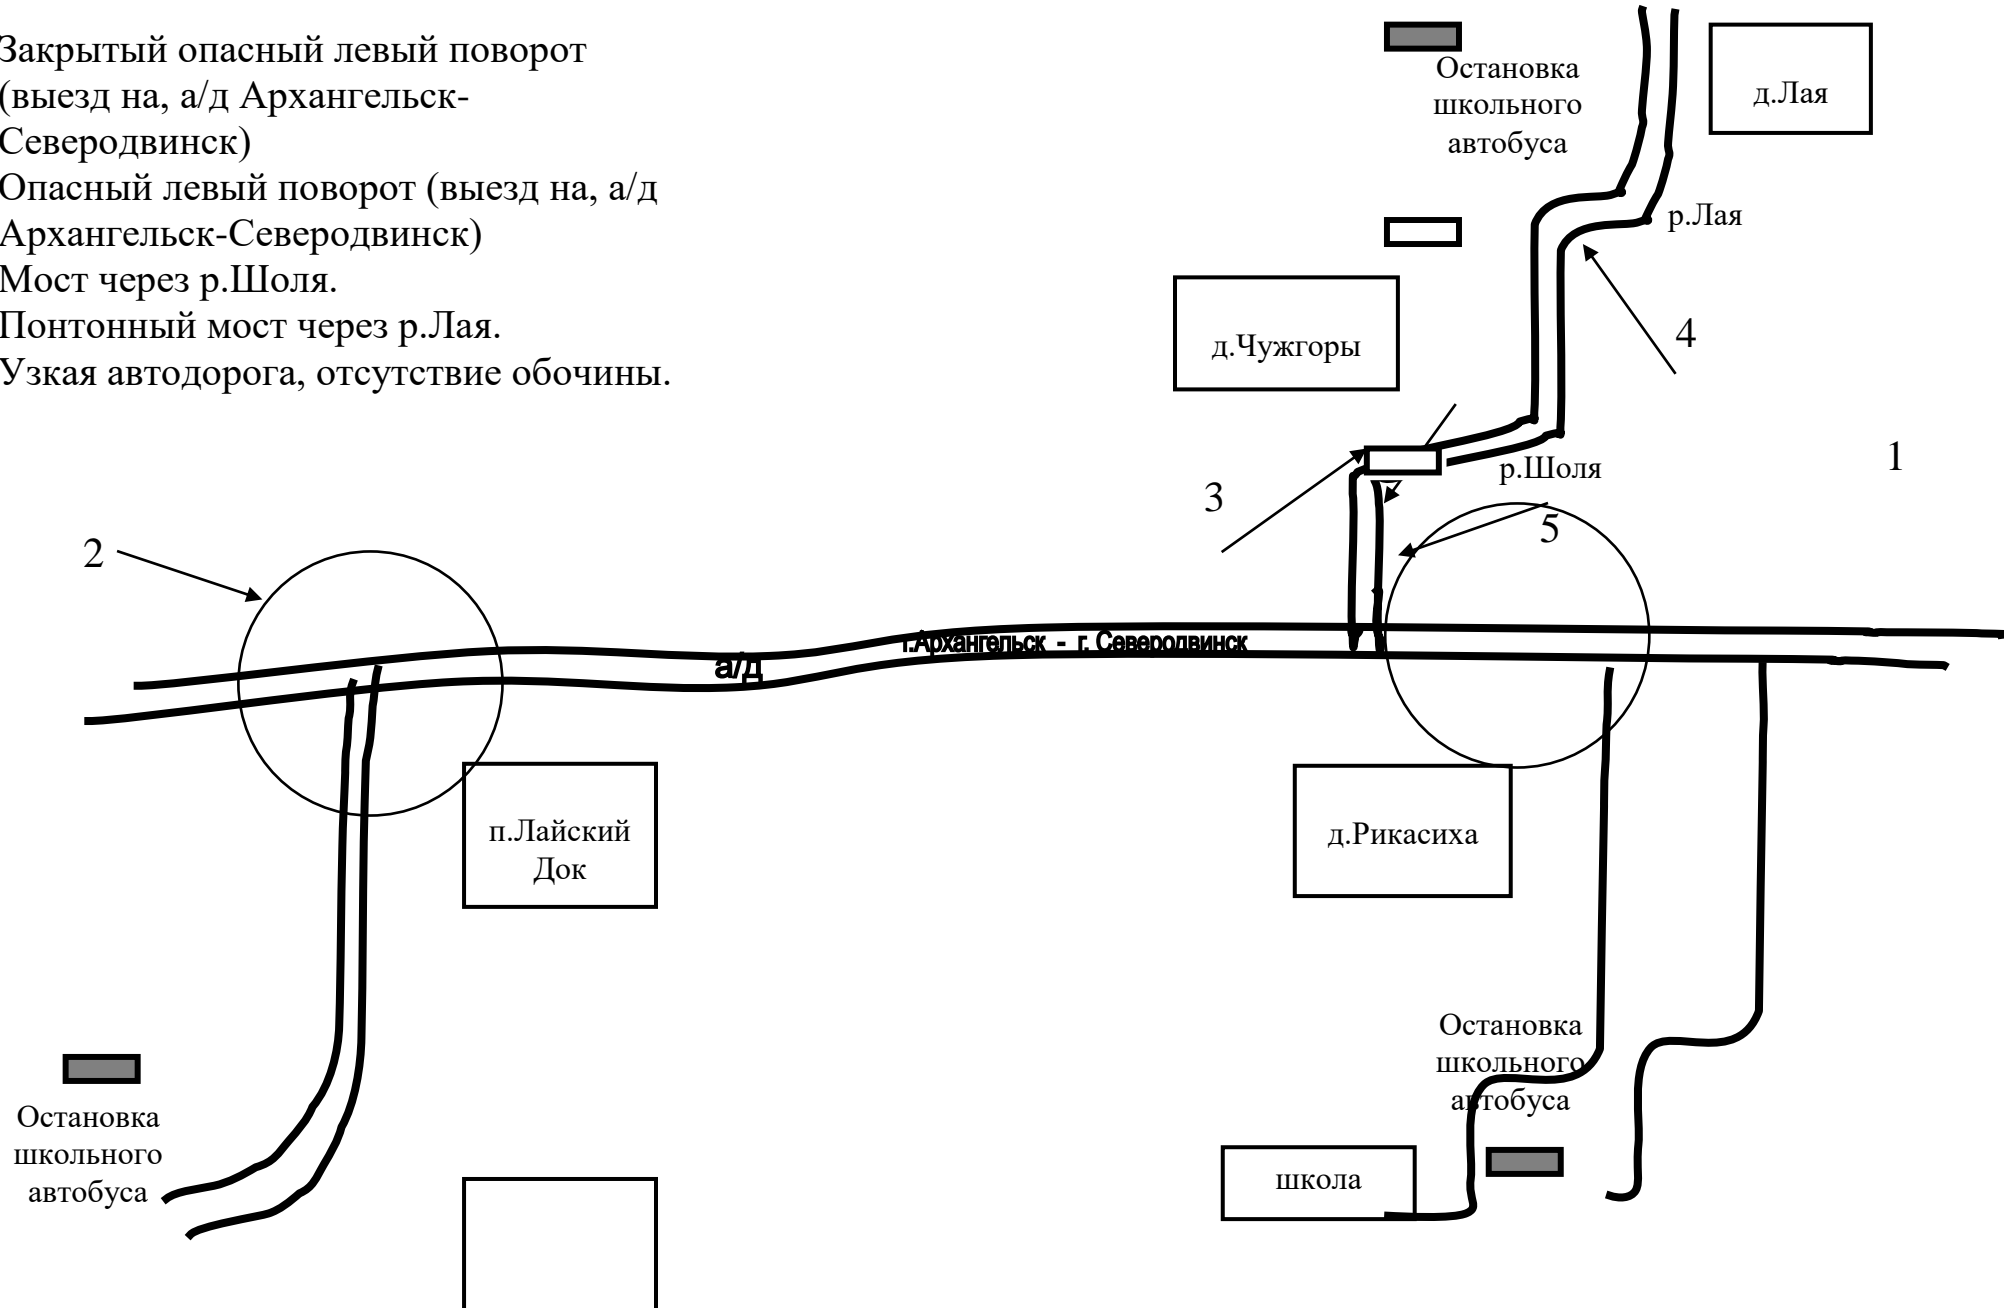 Закрытый опасный левый поворот
(выезд на, а/д Архангельск-
Северодвинск)
Опасный левый поворот (выезд на, а/д
Архангельск-Северодвинск)
Мост через р.Шоля.
Понтонный мост через р.Лая.
Узкая автодорога, отсутствие обочины.
Остановка
школьного
автобуса
д.Лая
р.Лая
д.Чужгоры
4
р.Шоля
1
3
5
2
а/д
г.Архангельск - г. Северодвинск
п.Лайский
Док
д.Рикасиха
Остановка
школьного
автобуса
Остановка
школьного
автобуса
школа